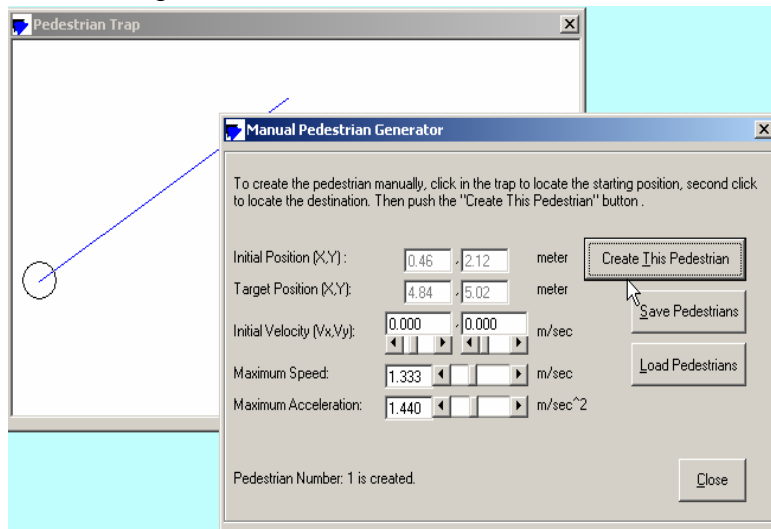 Pedestrian Trap
Manual Pedestrian Generator
To create the pedestrian manually, click in the trap to locate the starting position, second click
to locate the destination. Then push the "Create This Pedestrian" button .
Initial Position (X,Y) : 0.46 , 2.12 meter Create This Pedestrian
Target Position (X,Y): 4.84 , 5.02 meter
Save Pedestrians
Initial Velocity (Vx,Vy): 0.000 , 0.000 m/sec
Load Pedestrians
Maximum Speed: 1.333 m/sec
Maximum Acceleration: 1.440 m/sec^2
Pedestrian Number: 1 is created. Close